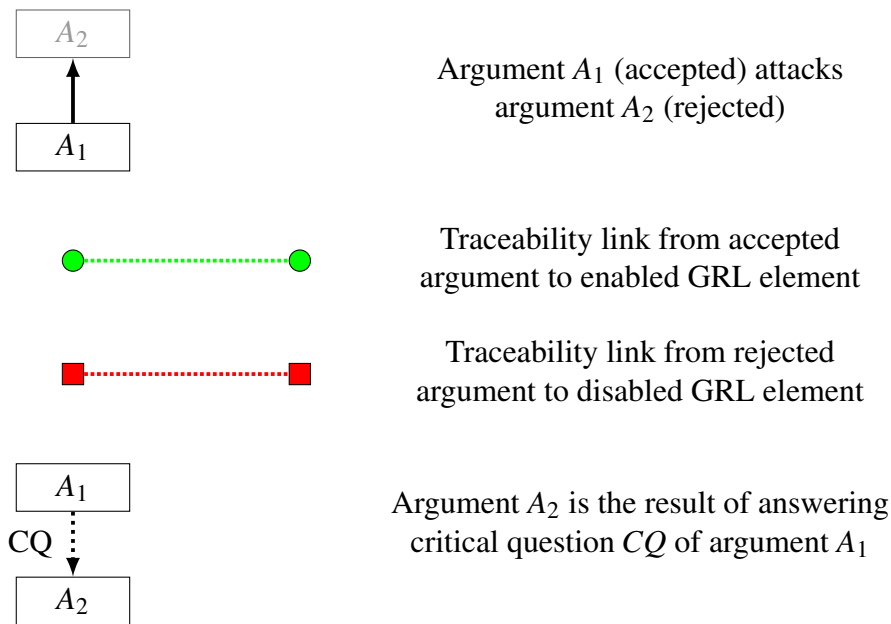 A₂
A₁
Argument A₁ (accepted) attacks
argument A₂ (rejected)
Traceability link from accepted
argument to enabled GRL element
Traceability link from rejected
argument to disabled GRL element
A₁
CQ
A₂
Argument A₂ is the result of answering
critical question CQ of argument A₁